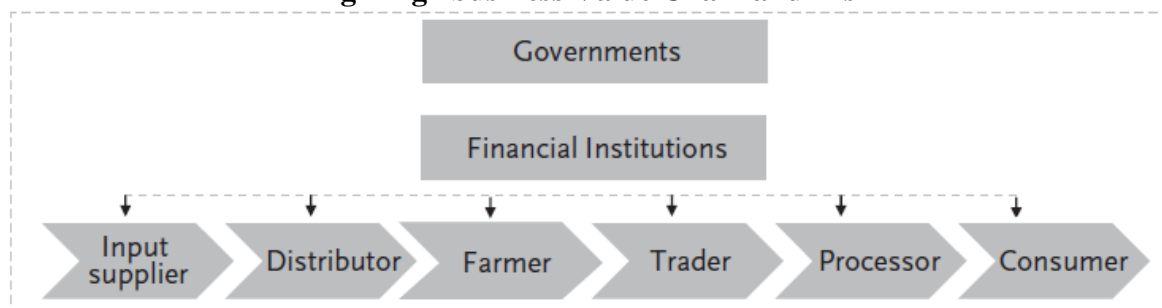 Governments
Financial Institutions
Input
supplier
Distributor
Farmer
Trader
Processor
Consumer